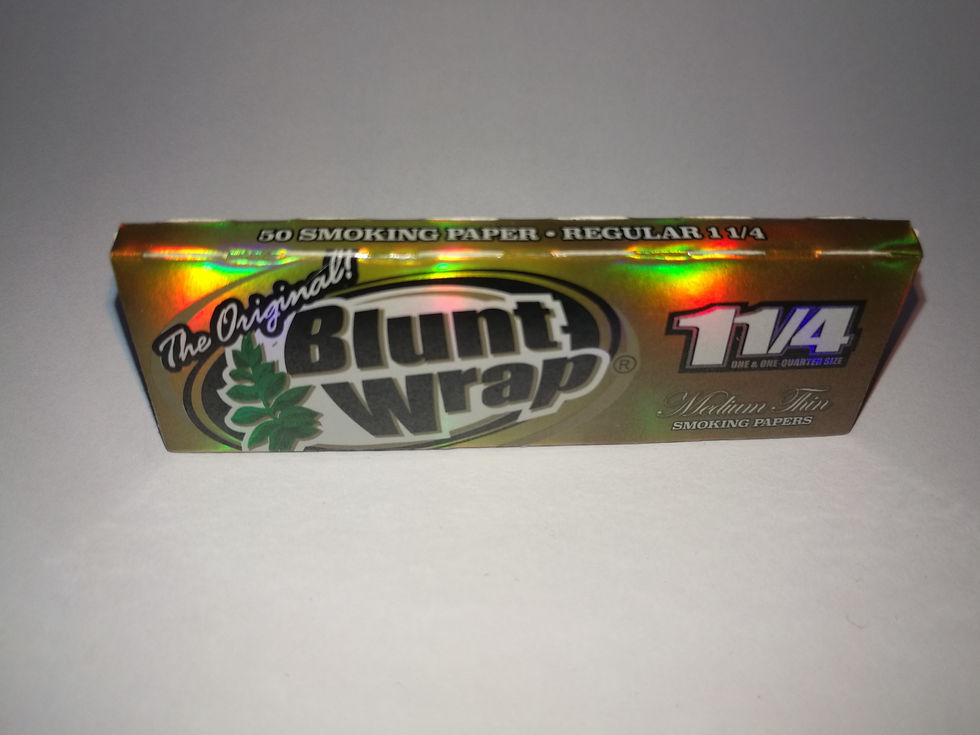 50 SMOKING PAPER • REGULAR 1 1/4
The Original!
Blunt
Wrap®
1 1/4
ONE & ONE-QUARTER SIZE
Medium Thin
SMOKING PAPERS